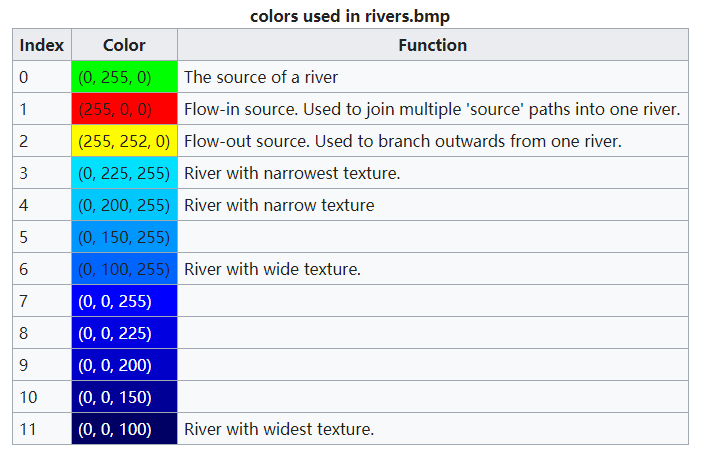 colors used in rivers.bmp
Index Color Function
0 (0, 255, 0) The source of a river
1 (255, 0, 0) Flow-in source. Used to join multiple 'source' paths into one river.
2 (255, 252, 0) Flow-out source. Used to branch outwards from one river.
3 (0, 225, 255) River with narrowest texture.
4 (0, 200, 255) River with narrow texture
5 (0, 150, 255)
6 (0, 100, 255) River with wide texture.
7 (0, 0, 255)
8 (0, 0, 225)
9 (0, 0, 200)
10 (0, 0, 150)
11 (0, 0, 100) River with widest texture.